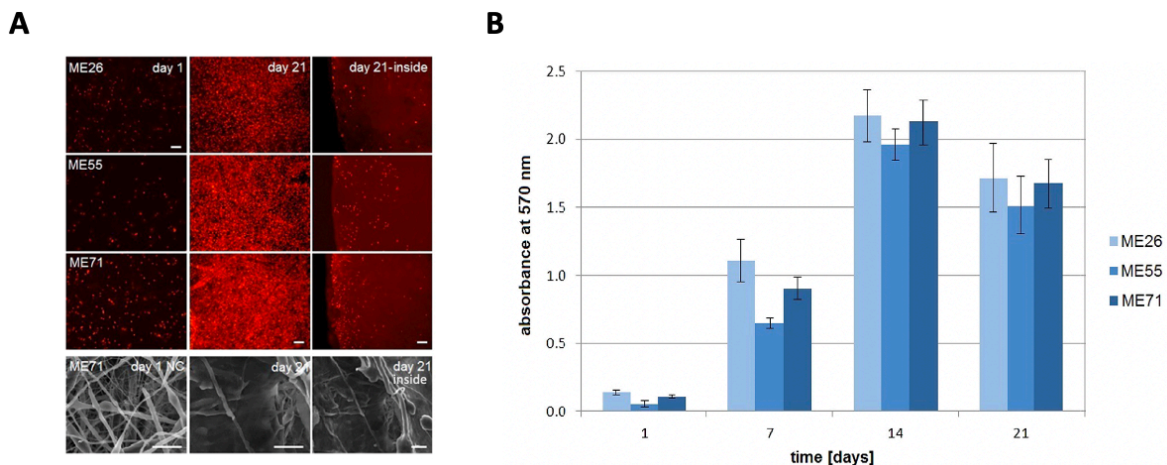 A
ME26 day 1
day 21
day 21-inside
ME55
ME71
ME71 day 1 NC
day 21
day 21
inside
B
absorbance at 570 nm
2.5
2.0
1.5
1.0
0.5
0.0
1 7 14 21
time [days]
ME26
ME55
ME71